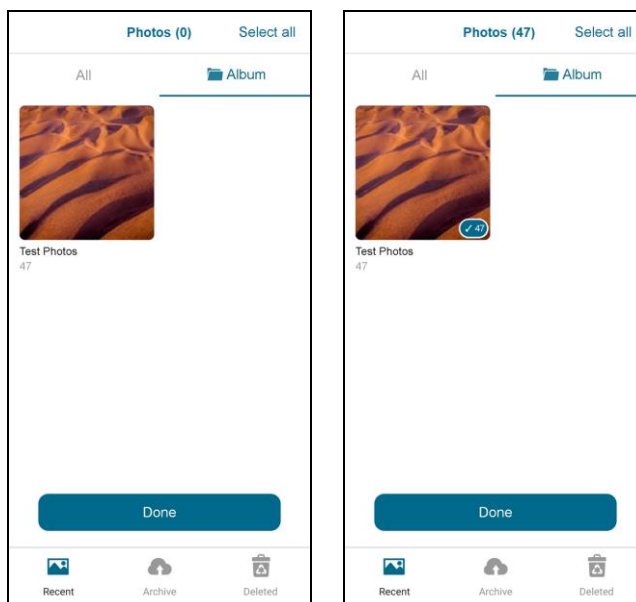 Photos (0) Select all
All Album
Test Photos
47
Done
Recent Archive Deleted
Photos (47) Select all
All Album
✓ 47
Test Photos
47
Done
Recent Archive Deleted